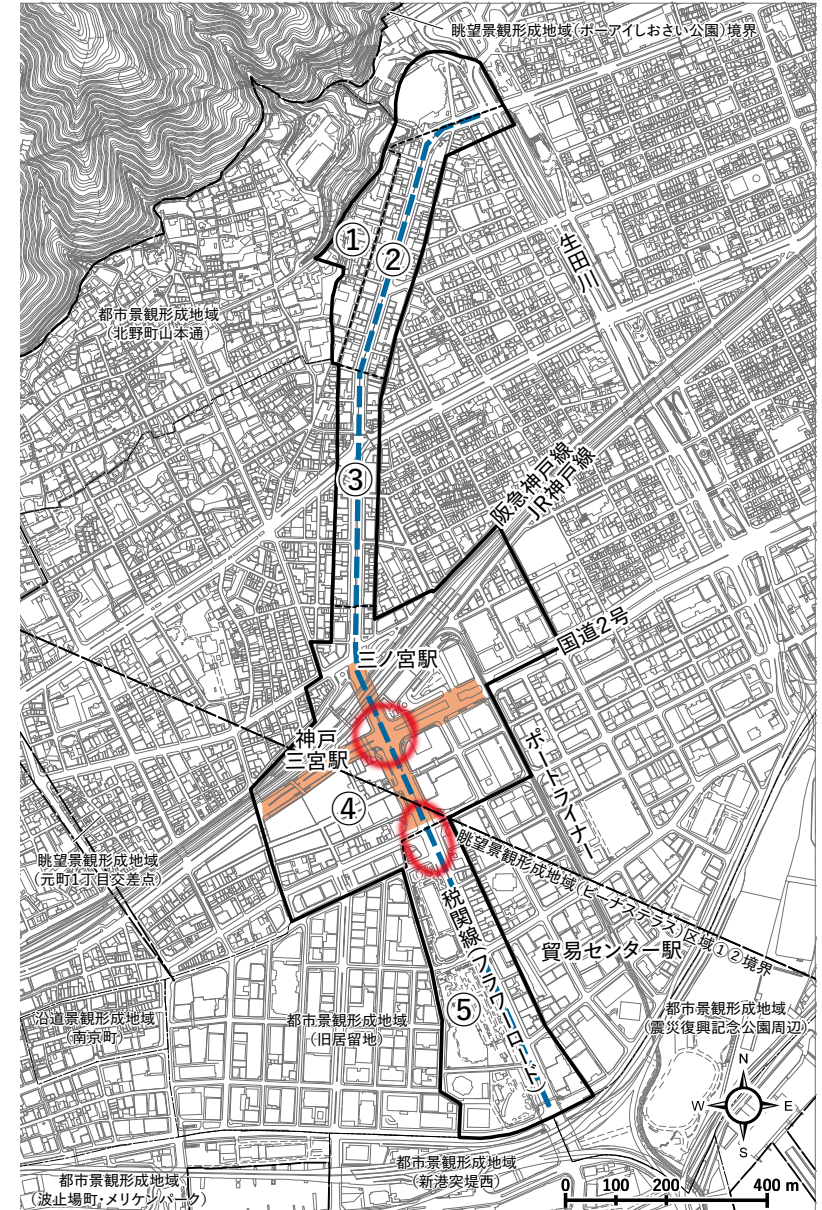 眺望景観形成地域(ポーアイしおさい公園)境界
生田川
①
②
都市景観形成地域
(北野町山本通)
③
阪急神戸線
JR神戸線
国道2号
三ノ宮駅
神戸
三宮駅
ポートライナー
④
眺望景観形成地域(ビーナステラス)区域①②境界
眺望景観形成地域
(元町1丁目交差点)
税関線(フラワーロード)
貿易センター駅
⑤
沿道景観形成地域
(南京町)
都市景観形成地域
(旧居留地)
都市景観形成地域
(震災復興記念公園周辺)
N
W
E
S
都市景観形成地域
(新港突堤西)
都市景観形成地域
(波止場町・メリケンパーク)
0 100 200 400 m